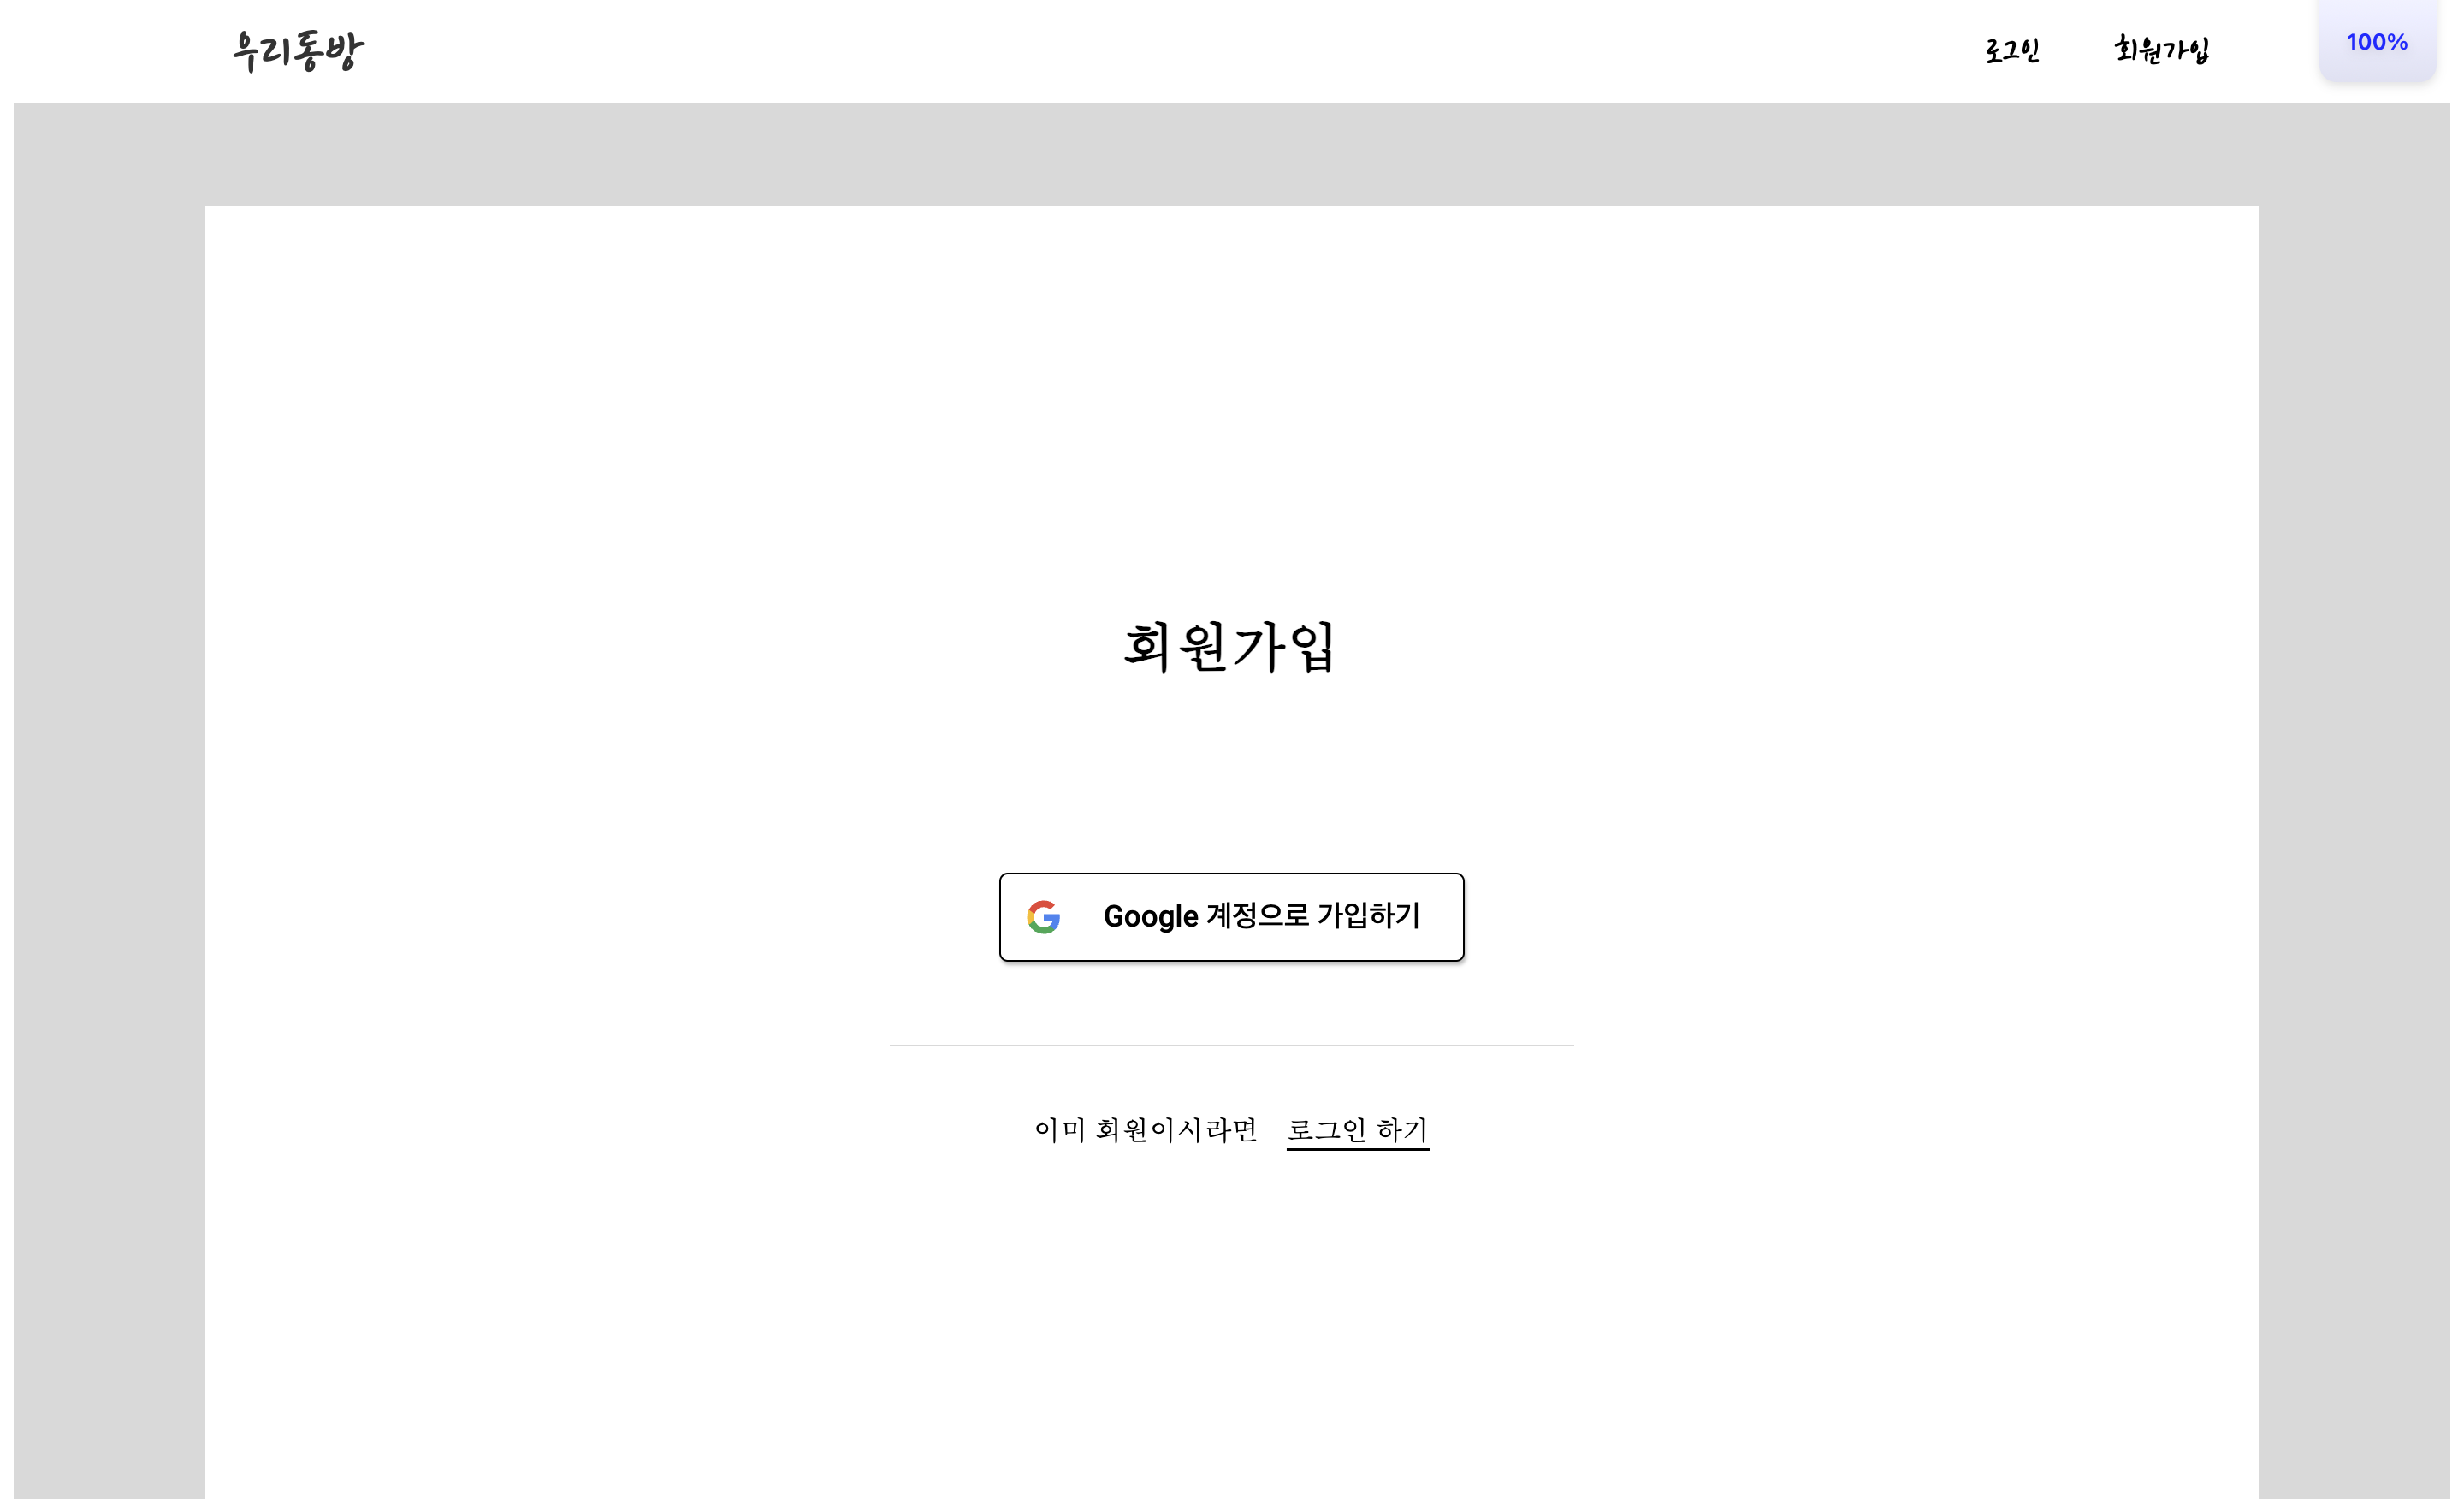 우리동방
로그인 회원가입 100%
회원가입
Google 계정으로 가입하기
이미 회원이시라면 로그인 하기